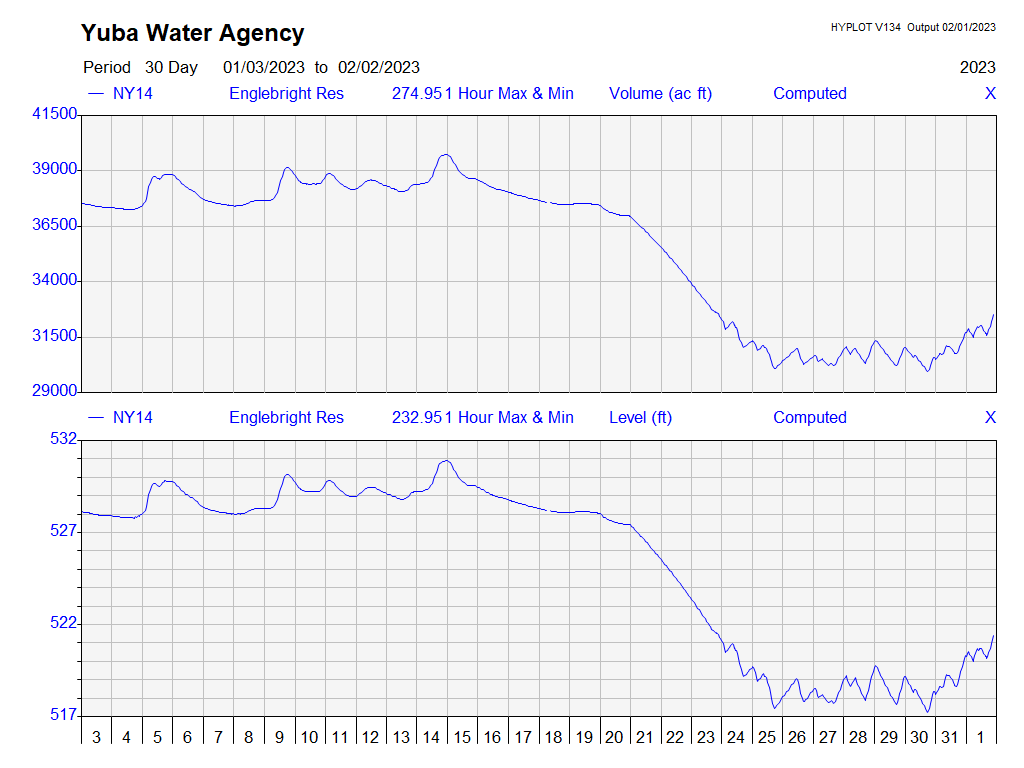 Yuba Water Agency
HYPLOT V134 Output 02/01/2023
Period 30 Day 01/03/2023 to 02/02/2023
2023
NY14 Englebright Res 274.951 Hour Max & Min Volume (ac ft) Computed X
41500
39000
36500
34000
31500
29000
NY14 Englebright Res 232.951 Hour Max & Min Level (ft) Computed X
532
527
522
517
3 4 5 6 7 8 9 10 11 12 13 14 15 16 17 18 19 20 21 22 23 24 25 26 27 28 29 30 31 1